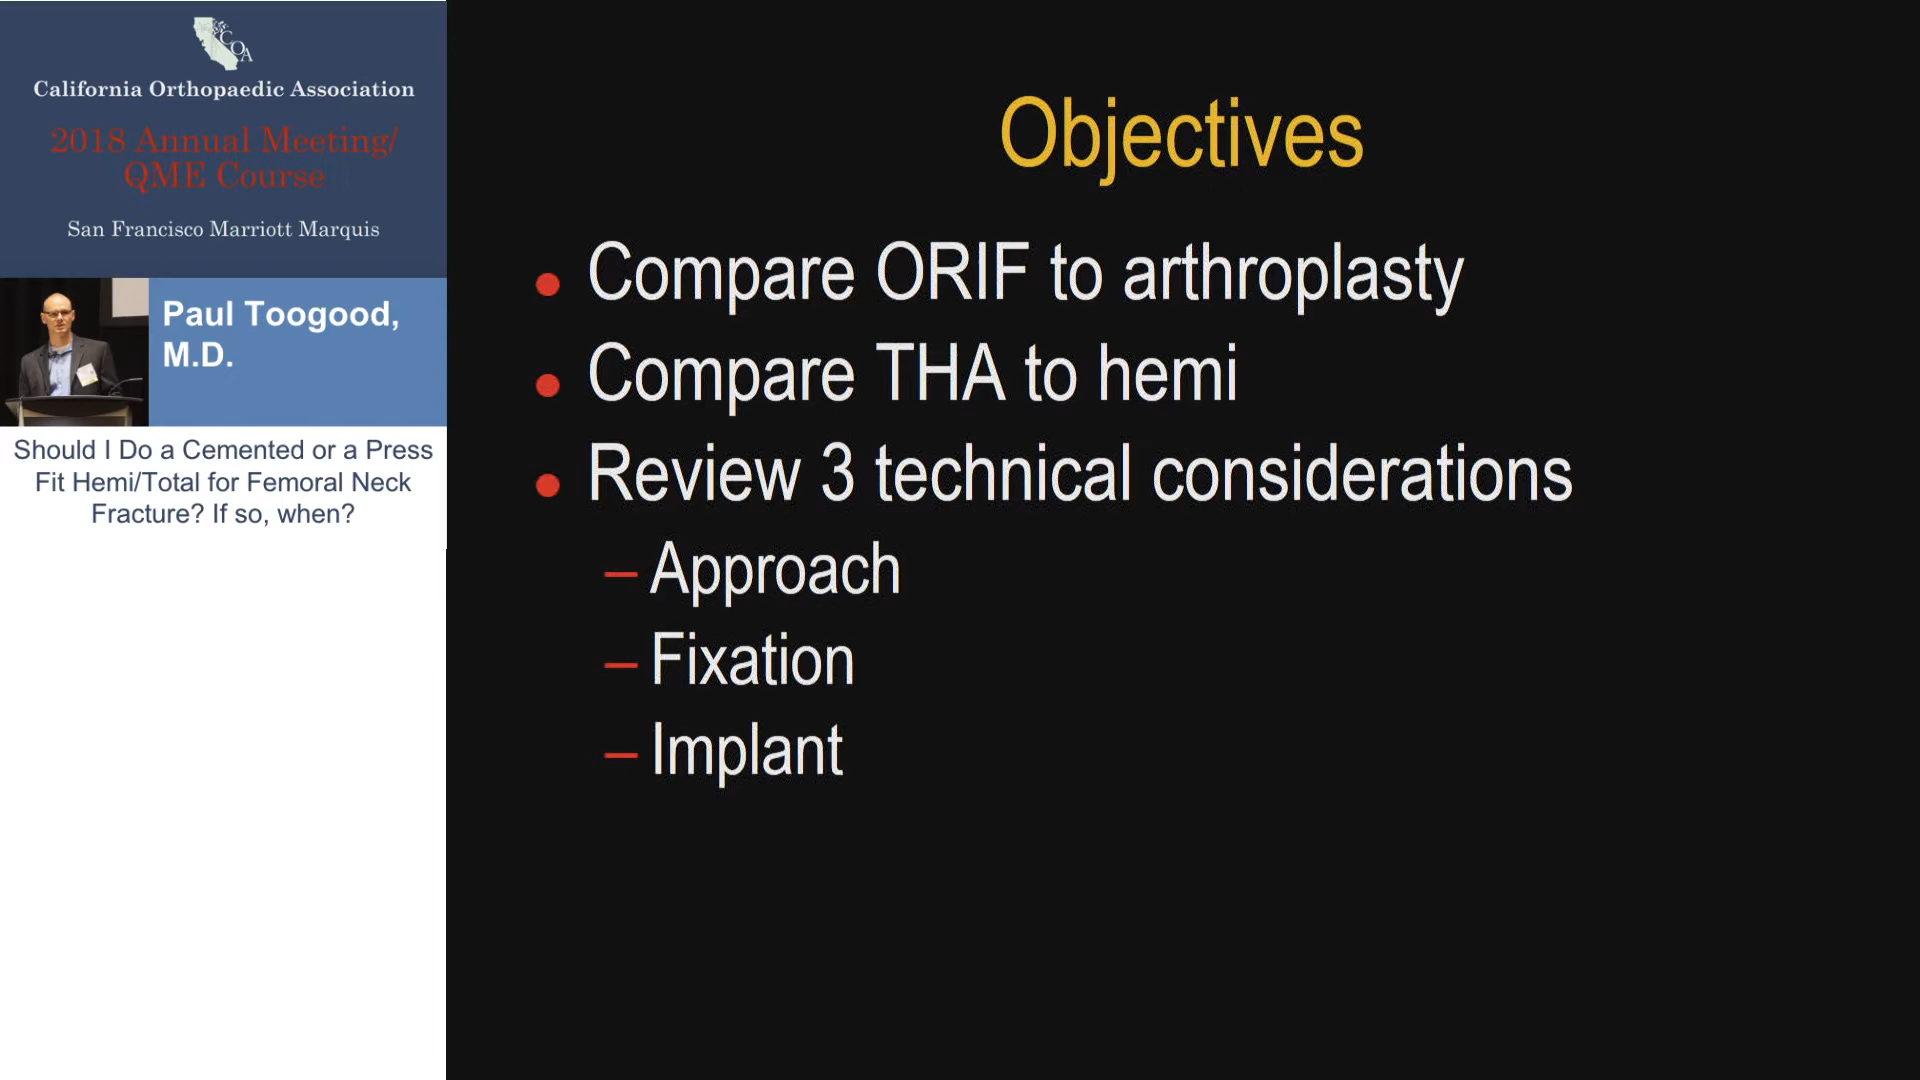 COA
California Orthopaedic Association
2018 Annual Meeting/
QME Course
San Francisco Marriott Marquis
Paul Toogood,
M.D.
Should I Do a Cemented or a Press
Fit Hemi/Total for Femoral Neck
Fracture? If so, when?
Objectives
• Compare ORIF to arthroplasty
• Compare THA to hemi
• Review 3 technical considerations
– Approach
– Fixation
– Implant